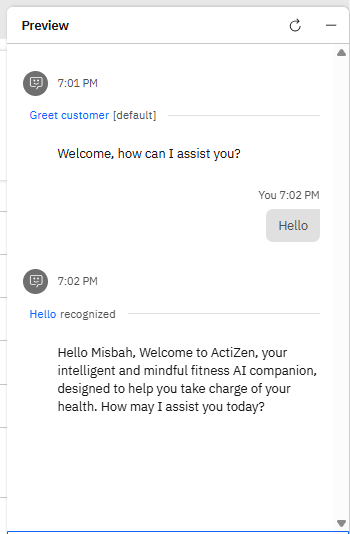 Preview
7:01 PM
Greet customer [default]
Welcome, how can I assist you?
You 7:02 PM
Hello
7:02 PM
Hello recognized
Hello Misbah, Welcome to ActiZen, your
intelligent and mindful fitness AI companion,
designed to help you take charge of your
health. How may I assist you today?